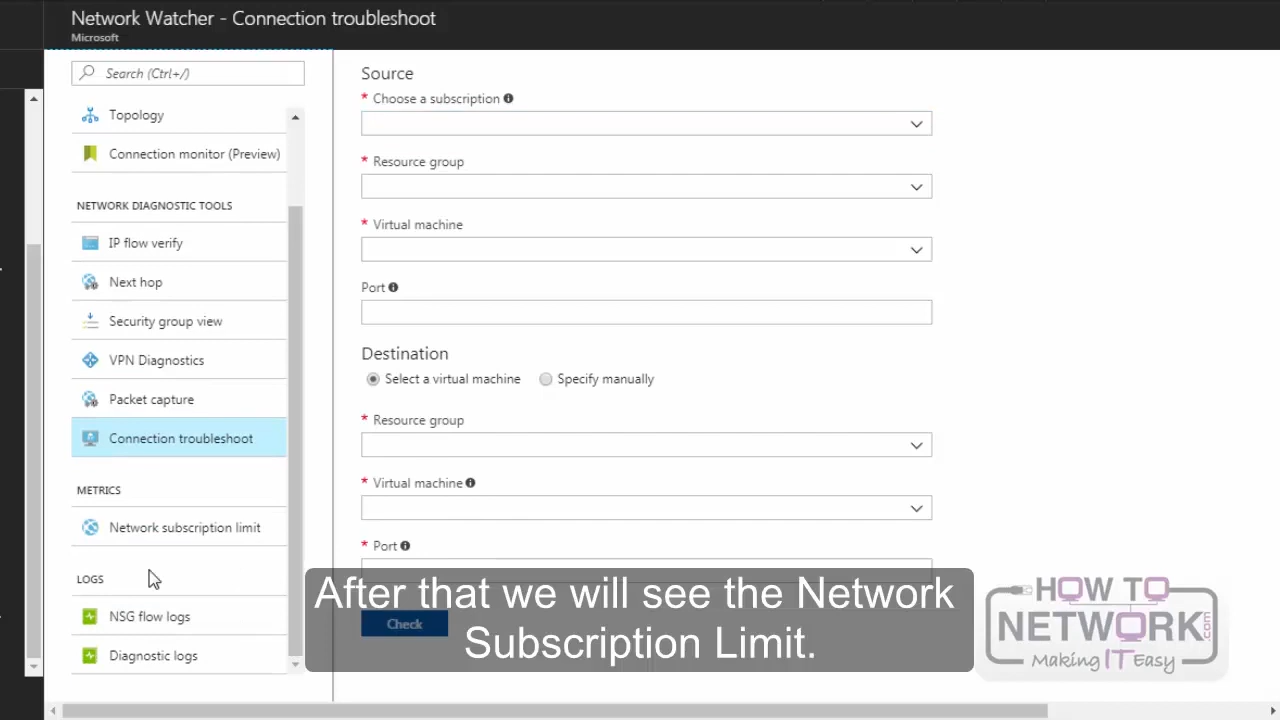 Network Watcher - Connection troubleshoot
Microsoft
Search (Ctrl+/)
Topology
Connection monitor (Preview)
NETWORK DIAGNOSTIC TOOLS
IP flow verify
Next hop
Security group view
VPN Diagnostics
Packet capture
Connection troubleshoot
METRICS
Network subscription limit
LOGS
NSG flow logs
Diagnostic logs
Source
* Choose a subscription
* Resource group
* Virtual machine
Port
Destination
Select a virtual machine
Specify manually
* Resource group
* Virtual machine
* Port
Check
After that we will see the Network
Subscription Limit.
HOW TO
NETWORK.com
Making IT Easy